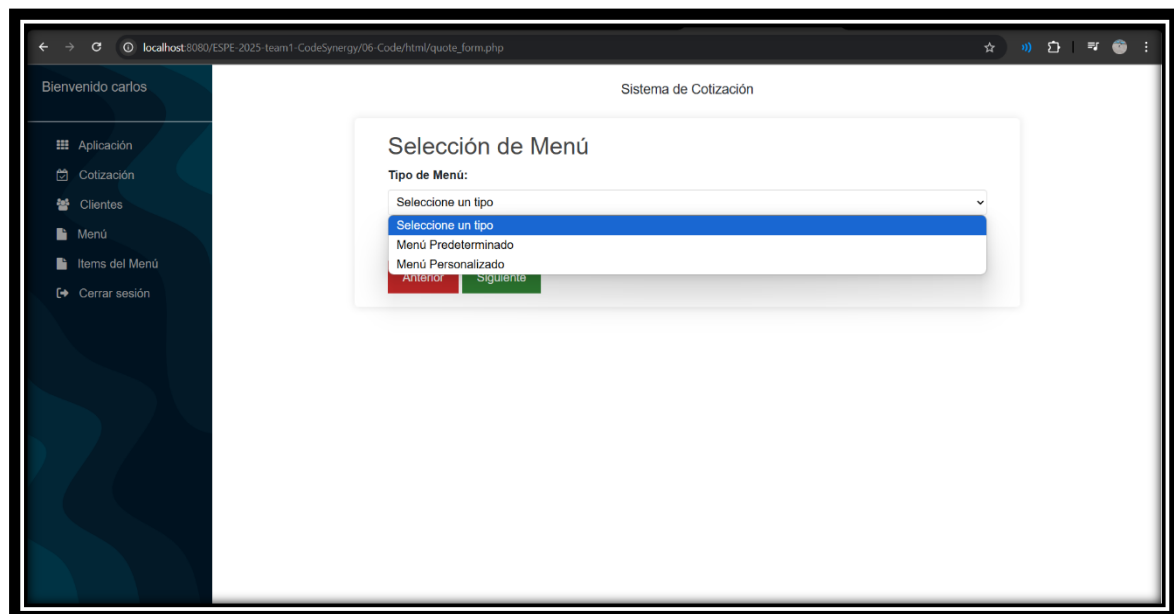 localhost:8080/ESPE-2025-team1-CodeSynergy/06-Code/html/quote_form.php
Bienvenido carlos
Aplicación
Cotización
Clientes
Menú
Items del Menú
Cerrar sesión
Sistema de Cotización
Selección de Menú
Tipo de Menú:
Seleccione un tipo
Seleccione un tipo
Menú Predeterminado
Menú Personalizado
Anterior Siguiente